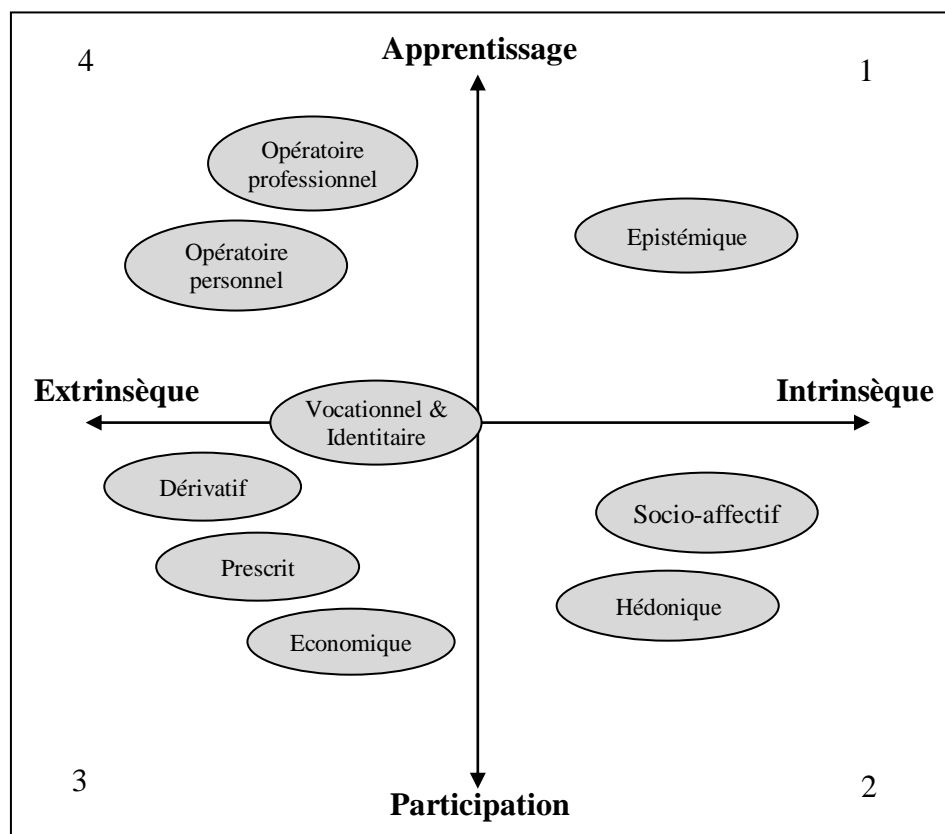 4
Apprentissage
1
Opératoire
professionnel
Epistémique
Opératoire
personnel
Extrinsèque
Intrinsèque
Vocationnel &
Identitaire
Dérivatif
Socio-affectif
Prescrit
Hédonique
Economique
3
Participation
2